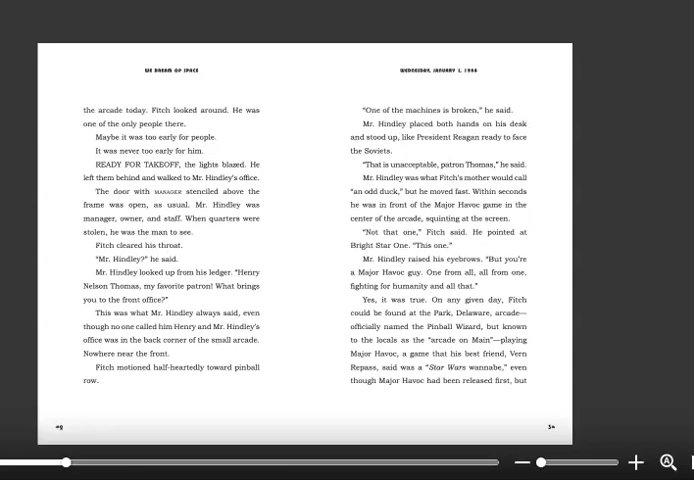 WE DREAM OF SPACE
the arcade today. Fitch looked around. He was
one of the only people there.
Maybe it was too early for people.
It was never too early for him.
READY FOR TAKEOFF, the lights blazed. He
left them behind and walked to Mr. Hindley's office.
The door with MANAGER stenciled above the
frame was open, as usual. Mr. Hindley was
manager, owner, and staff. When quarters were
stolen, he was the man to see.
Fitch cleared his throat.
"Mr. Hindley?" he said.
Mr. Hindley looked up from his ledger. "Henry
Nelson Thomas, my favorite patron! What brings
you to the front office?"
This was what Mr. Hindley always said, even
though no one called him Henry and Mr. Hindley's
office was in the back corner of the small arcade.
Nowhere near the front.
Fitch motioned half-heartedly toward pinball
row.
WEDNESDAY, JANUARY 1, 1986
"One of the machines is broken," he said.
Mr. Hindley placed both hands on his desk
and stood up, like President Reagan ready to face
the Soviets.
"That is unacceptable, patron Thomas," he said.
Mr. Hindley was what Fitch's mother would call
"an odd duck," but he moved fast. Within seconds
he was in front of the Major Havoc game in the
center of the arcade, squinting at the screen.
"Not that one," Fitch said. He pointed at
Bright Star One. "This one."
Mr. Hindley raised his eyebrows. "But you're
a Major Havoc guy. One from all, all from one,
fighting for humanity and all that."
Yes, it was true. On any given day, Fitch
could be found at the Park, Delaware, arcade—
officially named the Pinball Wizard, but known
to the locals as the "arcade on Main"—playing
Major Havoc, a game that his best friend, Vern
Repass, said was a "Star Wars wannabe," even
though Major Havoc had been released first, but